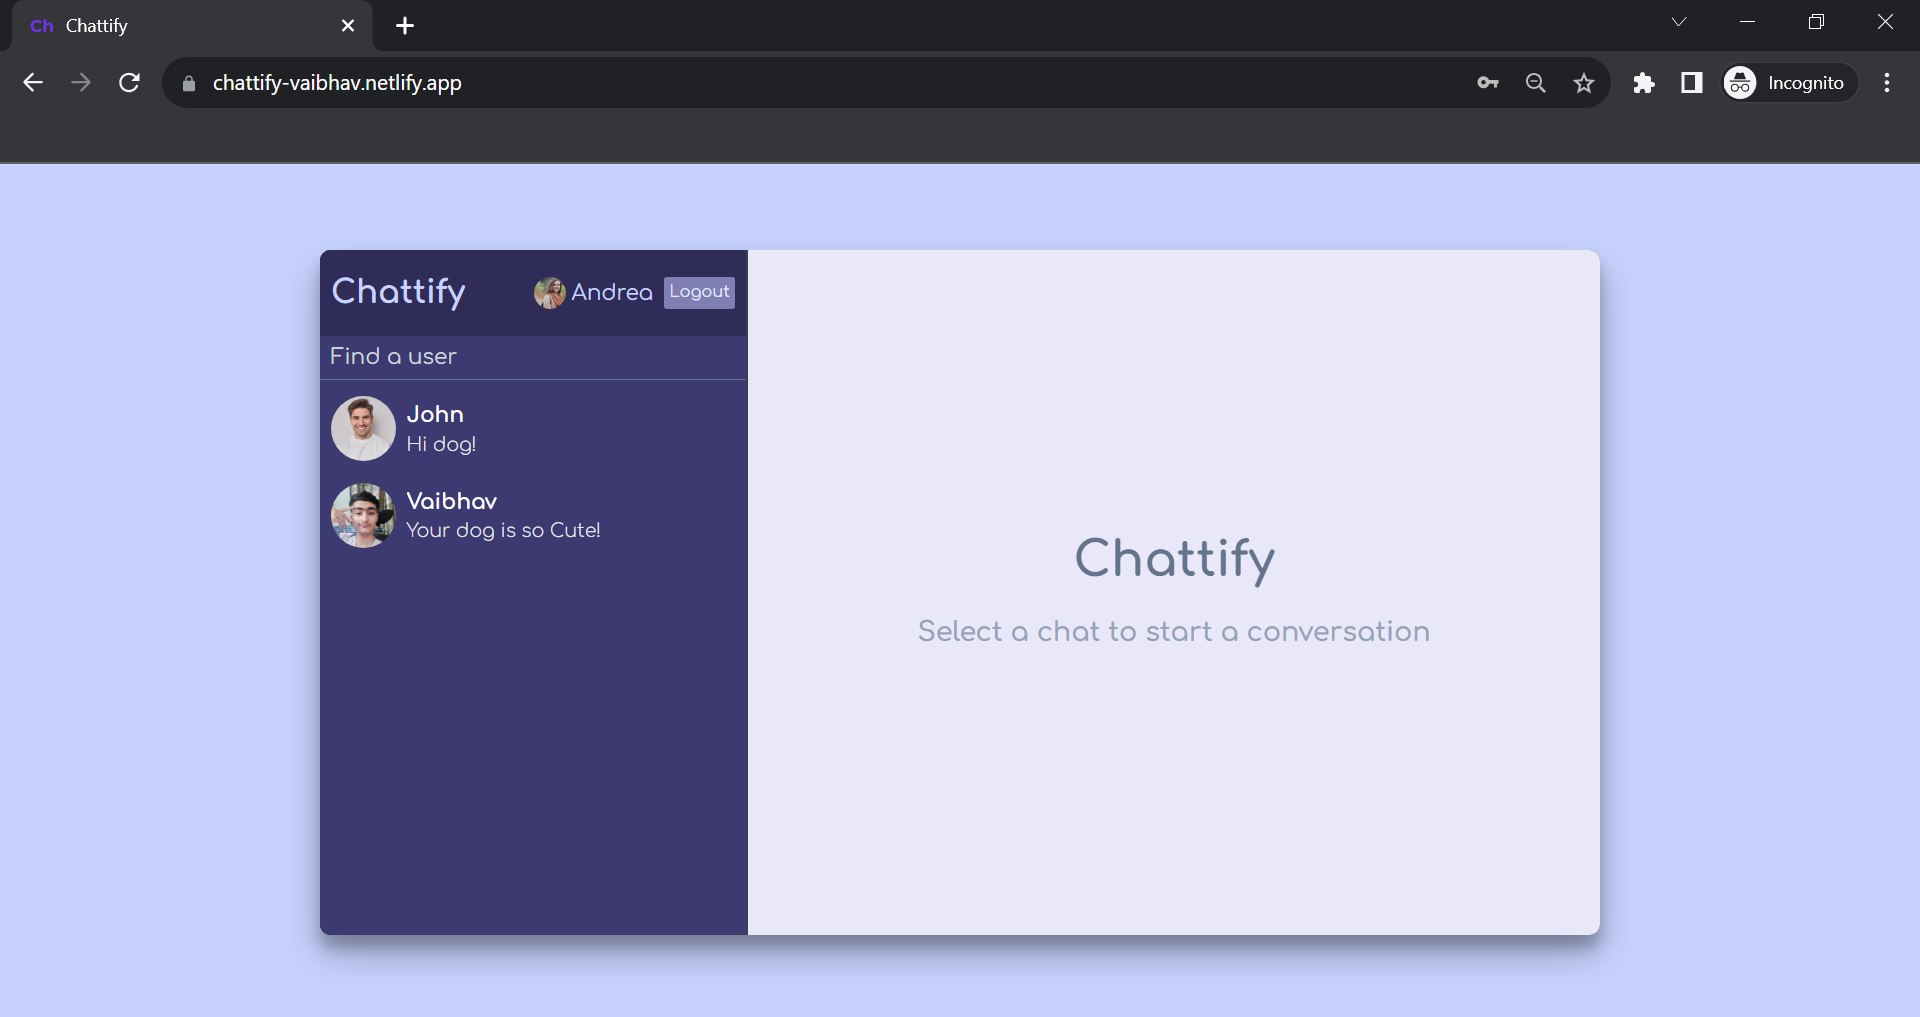 Ch Chattify
chattify-vaibhav.netlify.app
Incognito
Chattify
Andrea
Logout
Find a user
John
Hi dog!
Vaibhav
Your dog is so Cute!
Chattify
Select a chat to start a conversation